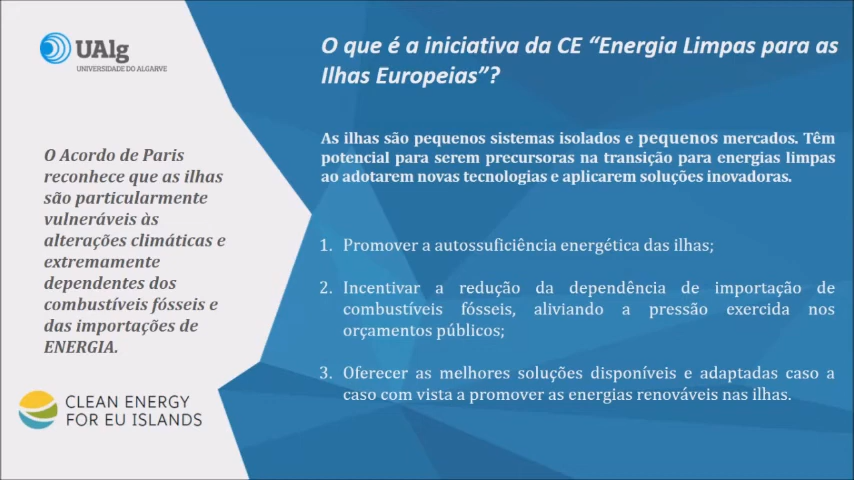 UAlg
UNIVERSIDADE DO ALGARVE
O que é a iniciativa da CE “Energia Limpas para as
Ilhas Europeias”?
O Acordo de Paris
reconhece que as ilhas
são particularmente
vulneráveis às
alterações climáticas e
extremamente
dependentes dos
combustíveis fósseis e
das importações de
ENERGIA.
As ilhas são pequenos sistemas isolados e pequenos mercados. Têm
potencial para serem precursoras na transição para energias limpas
ao adotarem novas tecnologias e aplicarem soluções inovadoras.
1. Promover a autossuficiência energética das ilhas;
2. Incentivar a redução da dependência de importação de
combustíveis fósseis, aliviando a pressão exercida nos
orçamentos públicos;
3. Oferecer as melhores soluções disponíveis e adaptadas caso a
caso com vista a promover as energias renováveis nas ilhas.
CLEAN ENERGY
FOR EU ISLANDS